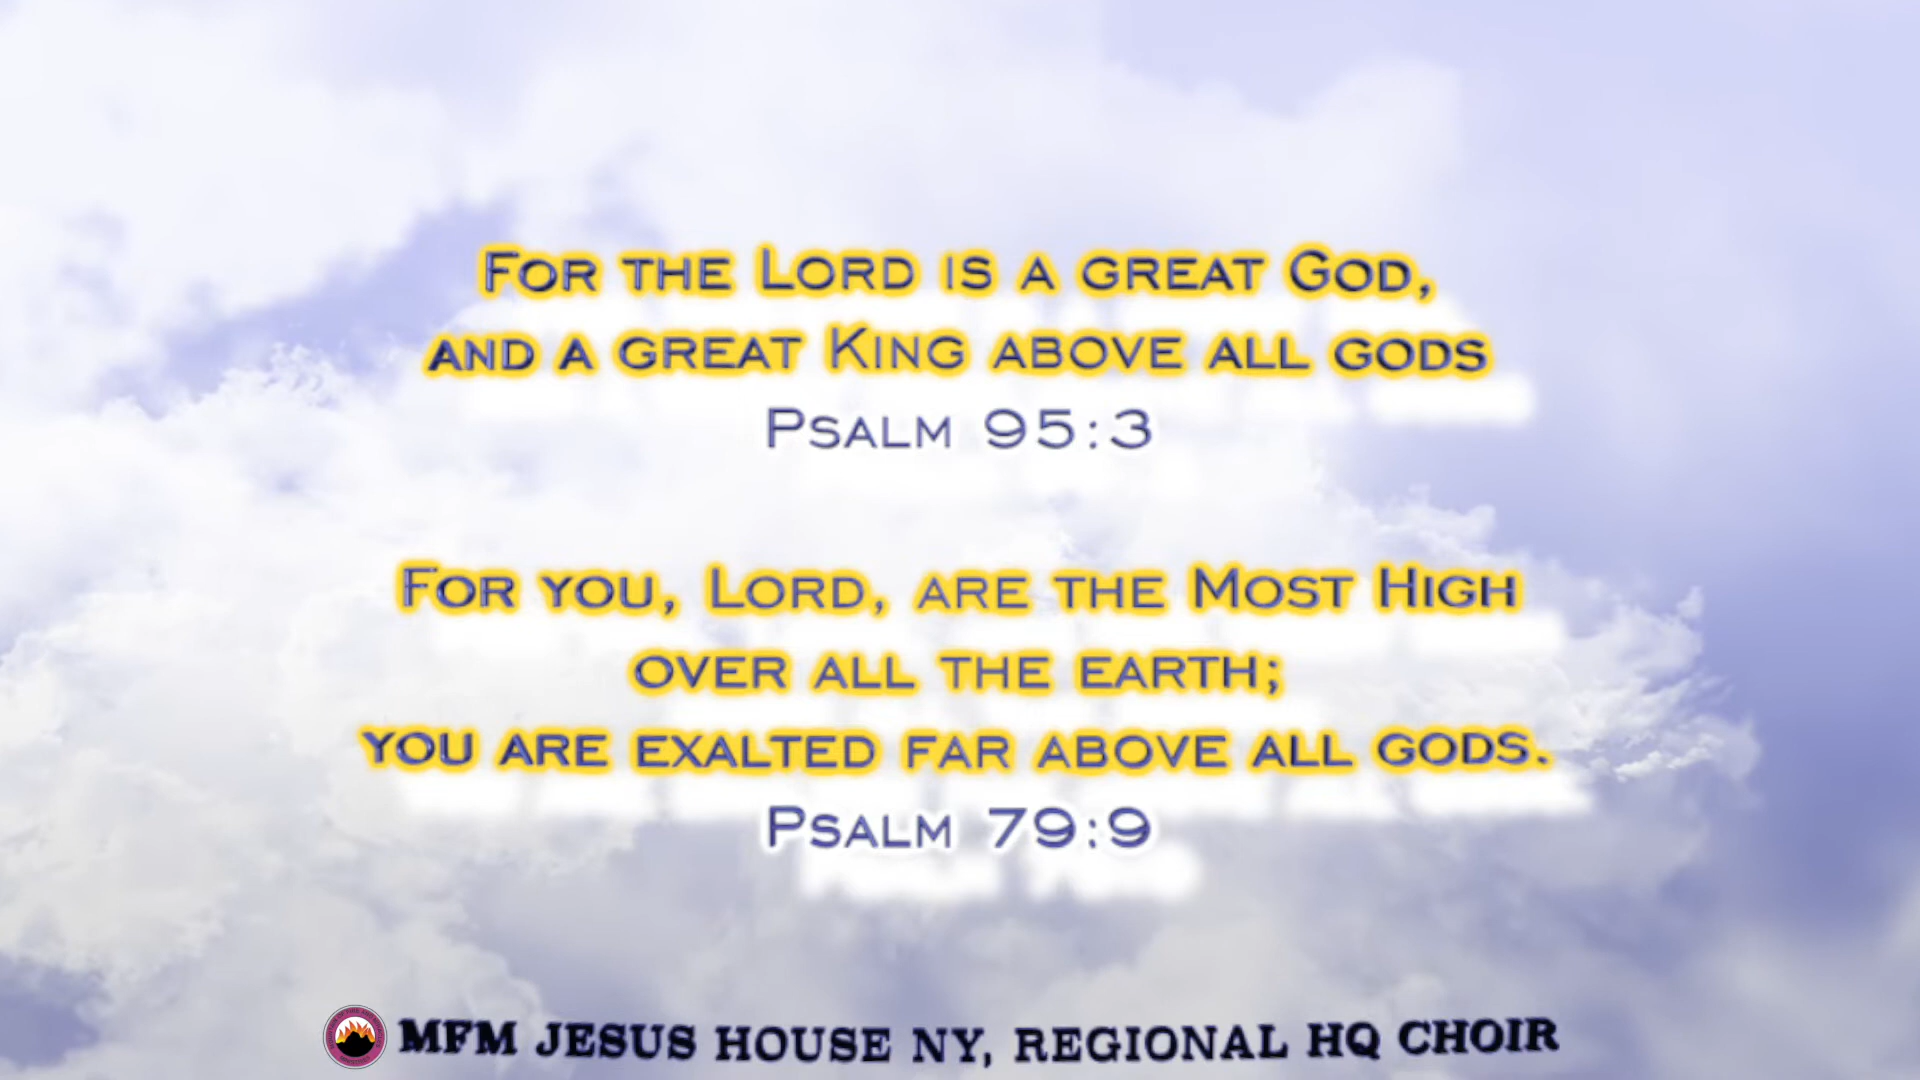 For the Lord is a great God,
and a great King above all gods
Psalm 95:3
For you, Lord, are the Most High
over all the earth;
you are exalted far above all gods.
Psalm 79:9
MFM JESUS HOUSE NY, REGIONAL HQ CHOIR